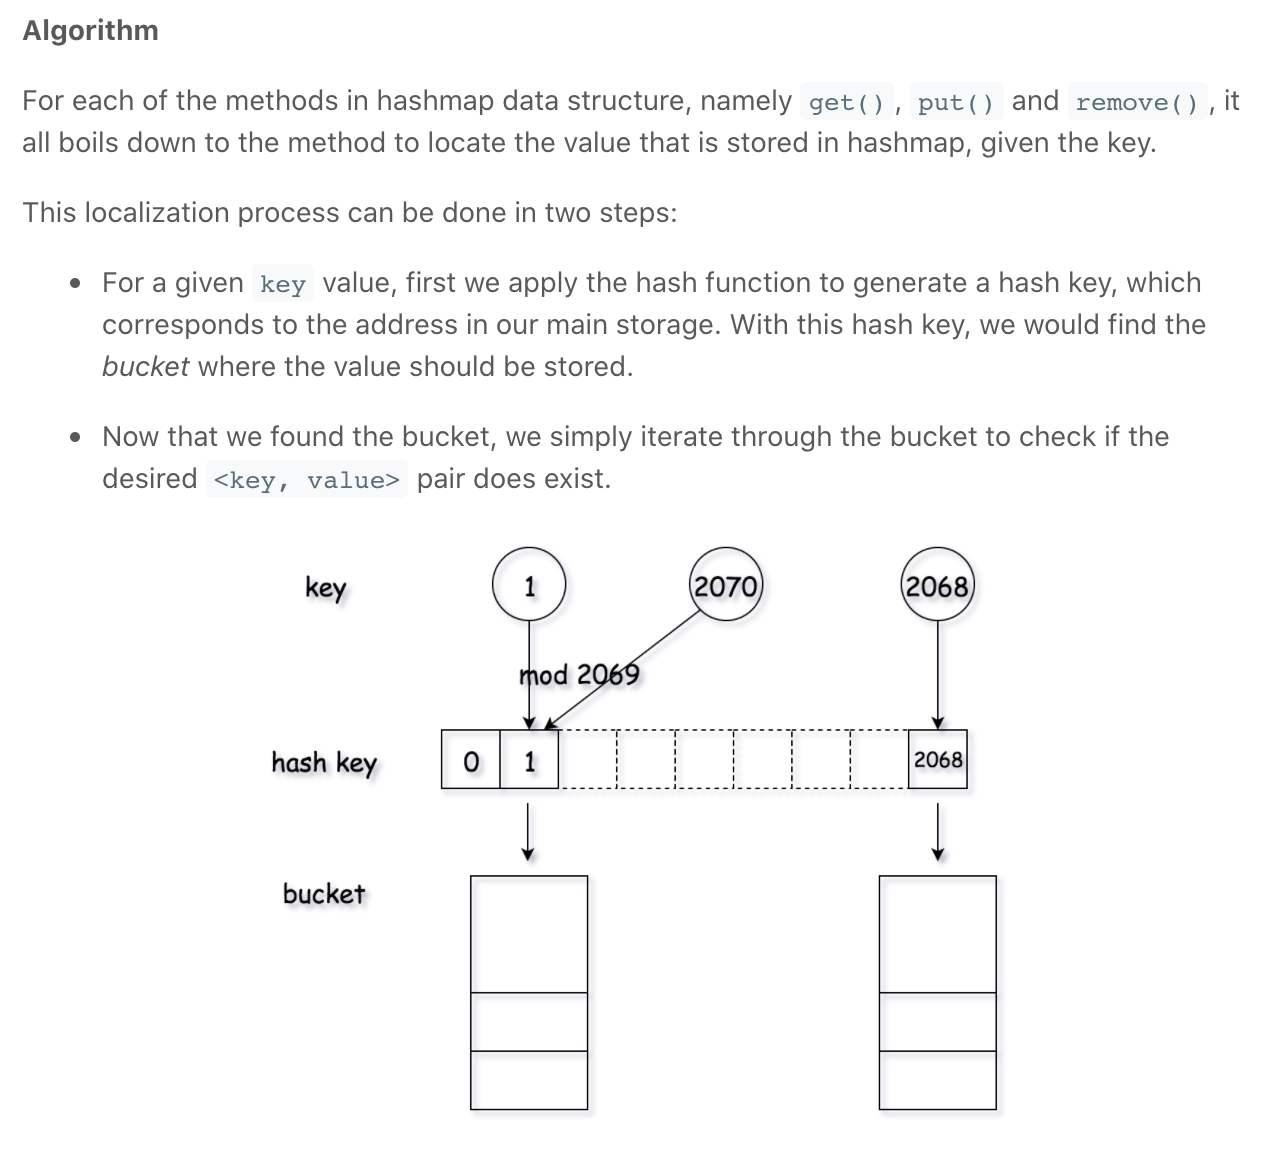 Algorithm
For each of the methods in hashmap data structure, namely get(), put() and remove(), it
all boils down to the method to locate the value that is stored in hashmap, given the key.
This localization process can be done in two steps:
• For a given key value, first we apply the hash function to generate a hash key, which
corresponds to the address in our main storage. With this hash key, we would find the
bucket where the value should be stored.
• Now that we found the bucket, we simply iterate through the bucket to check if the
desired <key, value> pair does exist.
key 1 2070 2068
mod 2069
hash key 0 1 2068
bucket